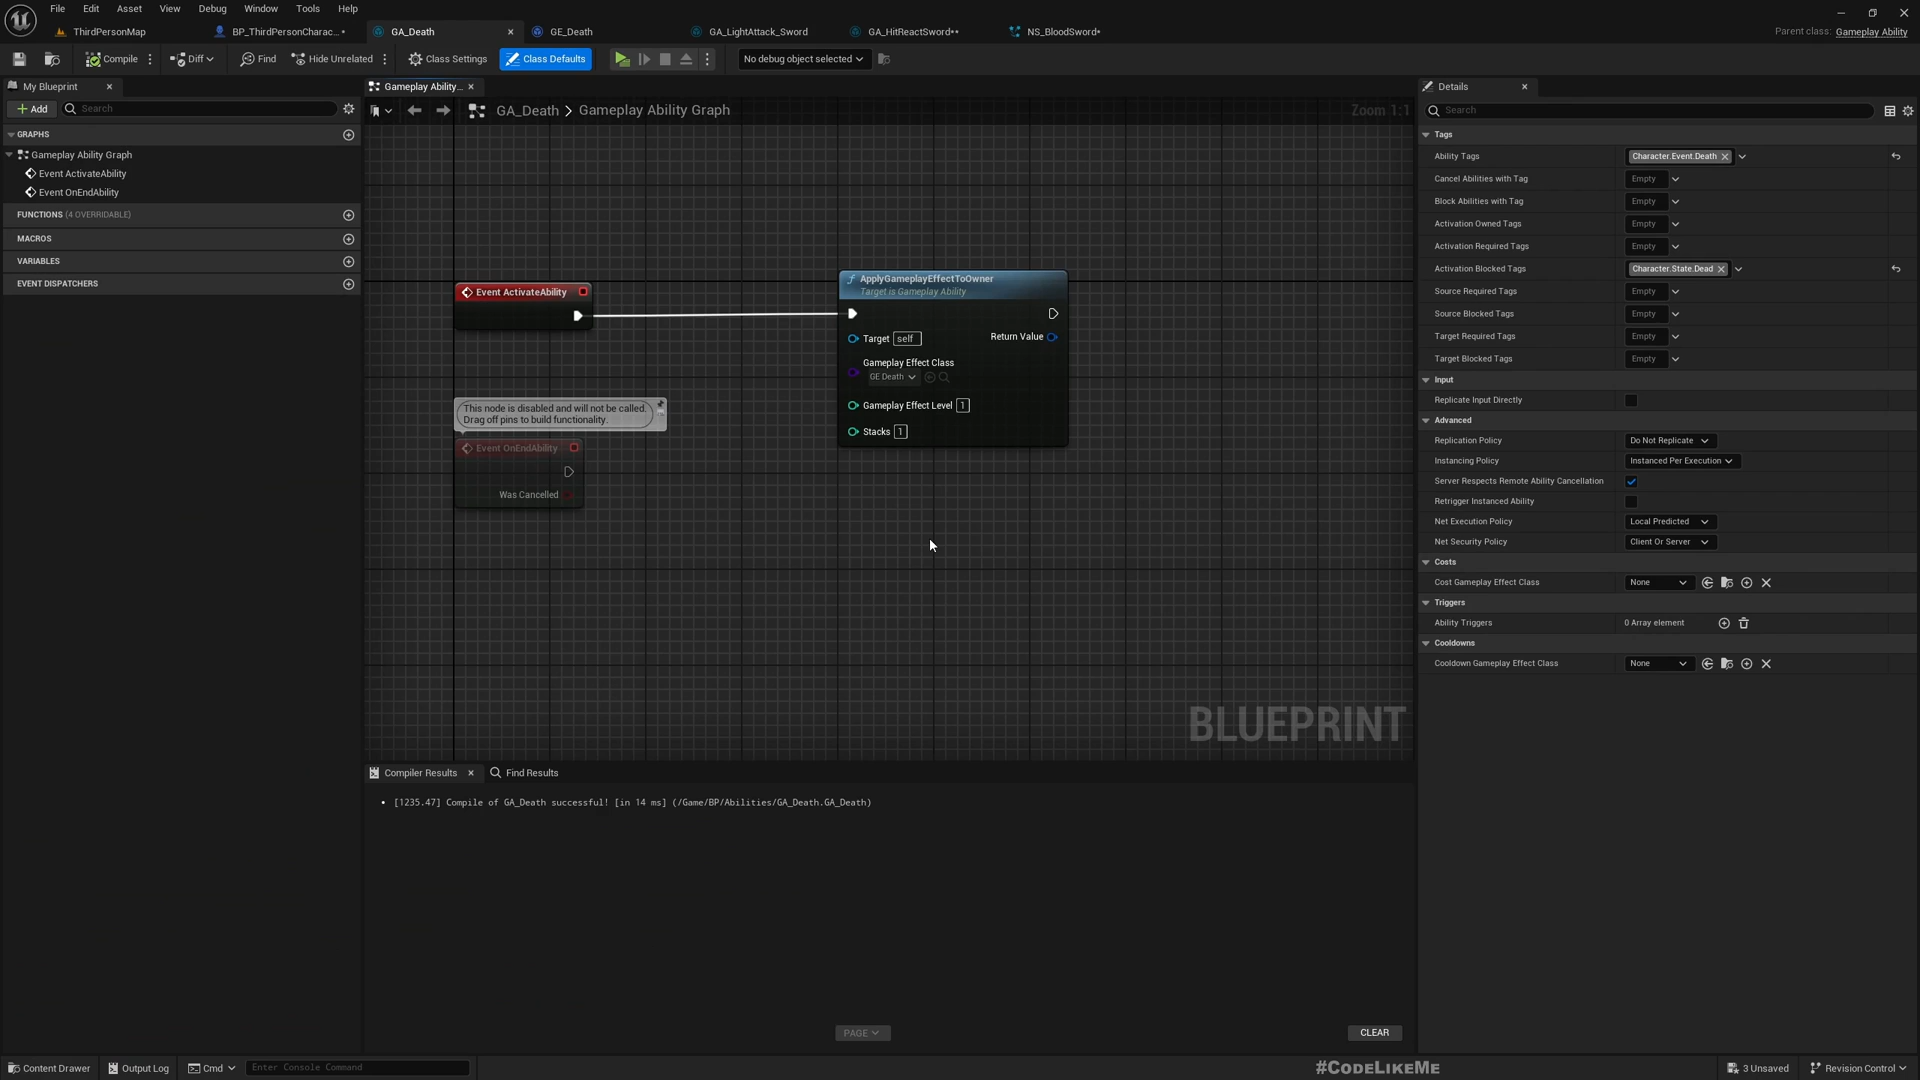 File Edit Asset View Debug Window Tools Help
ThirdPersonMap BP_ThirdPersonCharac...* GA_Death GE_Death GA_LightAttack_Sword GA_HitReactSword** NS_BloodSword* Parent class: Gameplay Ability
Compile Diff Find Hide Unrelated Class Settings Class Defaults No debug object selected
My Blueprint Gameplay Ability... Details
Add Search GA_Death > Gameplay Ability Graph Zoom 1:1 Search
GRAPHS
Gameplay Ability Graph
Event ActivateAbility
Event OnEndAbility
FUNCTIONS (4 OVERRIDABLE)
MACROS
VARIABLES
EVENT DISPATCHERS
Event ActivateAbility
ApplyGameplayEffectToOwner
Target is Gameplay Ability
Target self Return Value
Gameplay Effect Class
GE Death
Gameplay Effect Level 1
Stacks 1
This node is disabled and will not be called.
Drag off pins to build functionality.
Event OnEndAbility
Was Cancelled
BLUEPRINT
Tags
Ability Tags Character.Event.Death
Cancel Abilities with Tag Empty
Block Abilities with Tag Empty
Activation Owned Tags Empty
Activation Required Tags Empty
Activation Blocked Tags Character.State.Dead
Source Required Tags Empty
Source Blocked Tags Empty
Target Required Tags Empty
Target Blocked Tags Empty
Input
Replicate Input Directly
Advanced
Replication Policy Do Not Replicate
Instancing Policy Instanced Per Execution
Server Respects Remote Ability Cancellation
Retrigger Instanced Ability
Net Execution Policy Local Predicted
Net Security Policy Client Or Server
Costs
Cost Gameplay Effect Class None
Triggers
Ability Triggers 0 Array element
Cooldowns
Cooldown Gameplay Effect Class None
Compiler Results Find Results
[1235.47] Compile of GA_Death successful! [in 14 ms] (/Game/BP/Abilities/GA_Death.GA_Death)
PAGE CLEAR
Content Drawer Output Log Cmd Enter Console Command #CodeLikeMe 3 Unsaved Revision Control